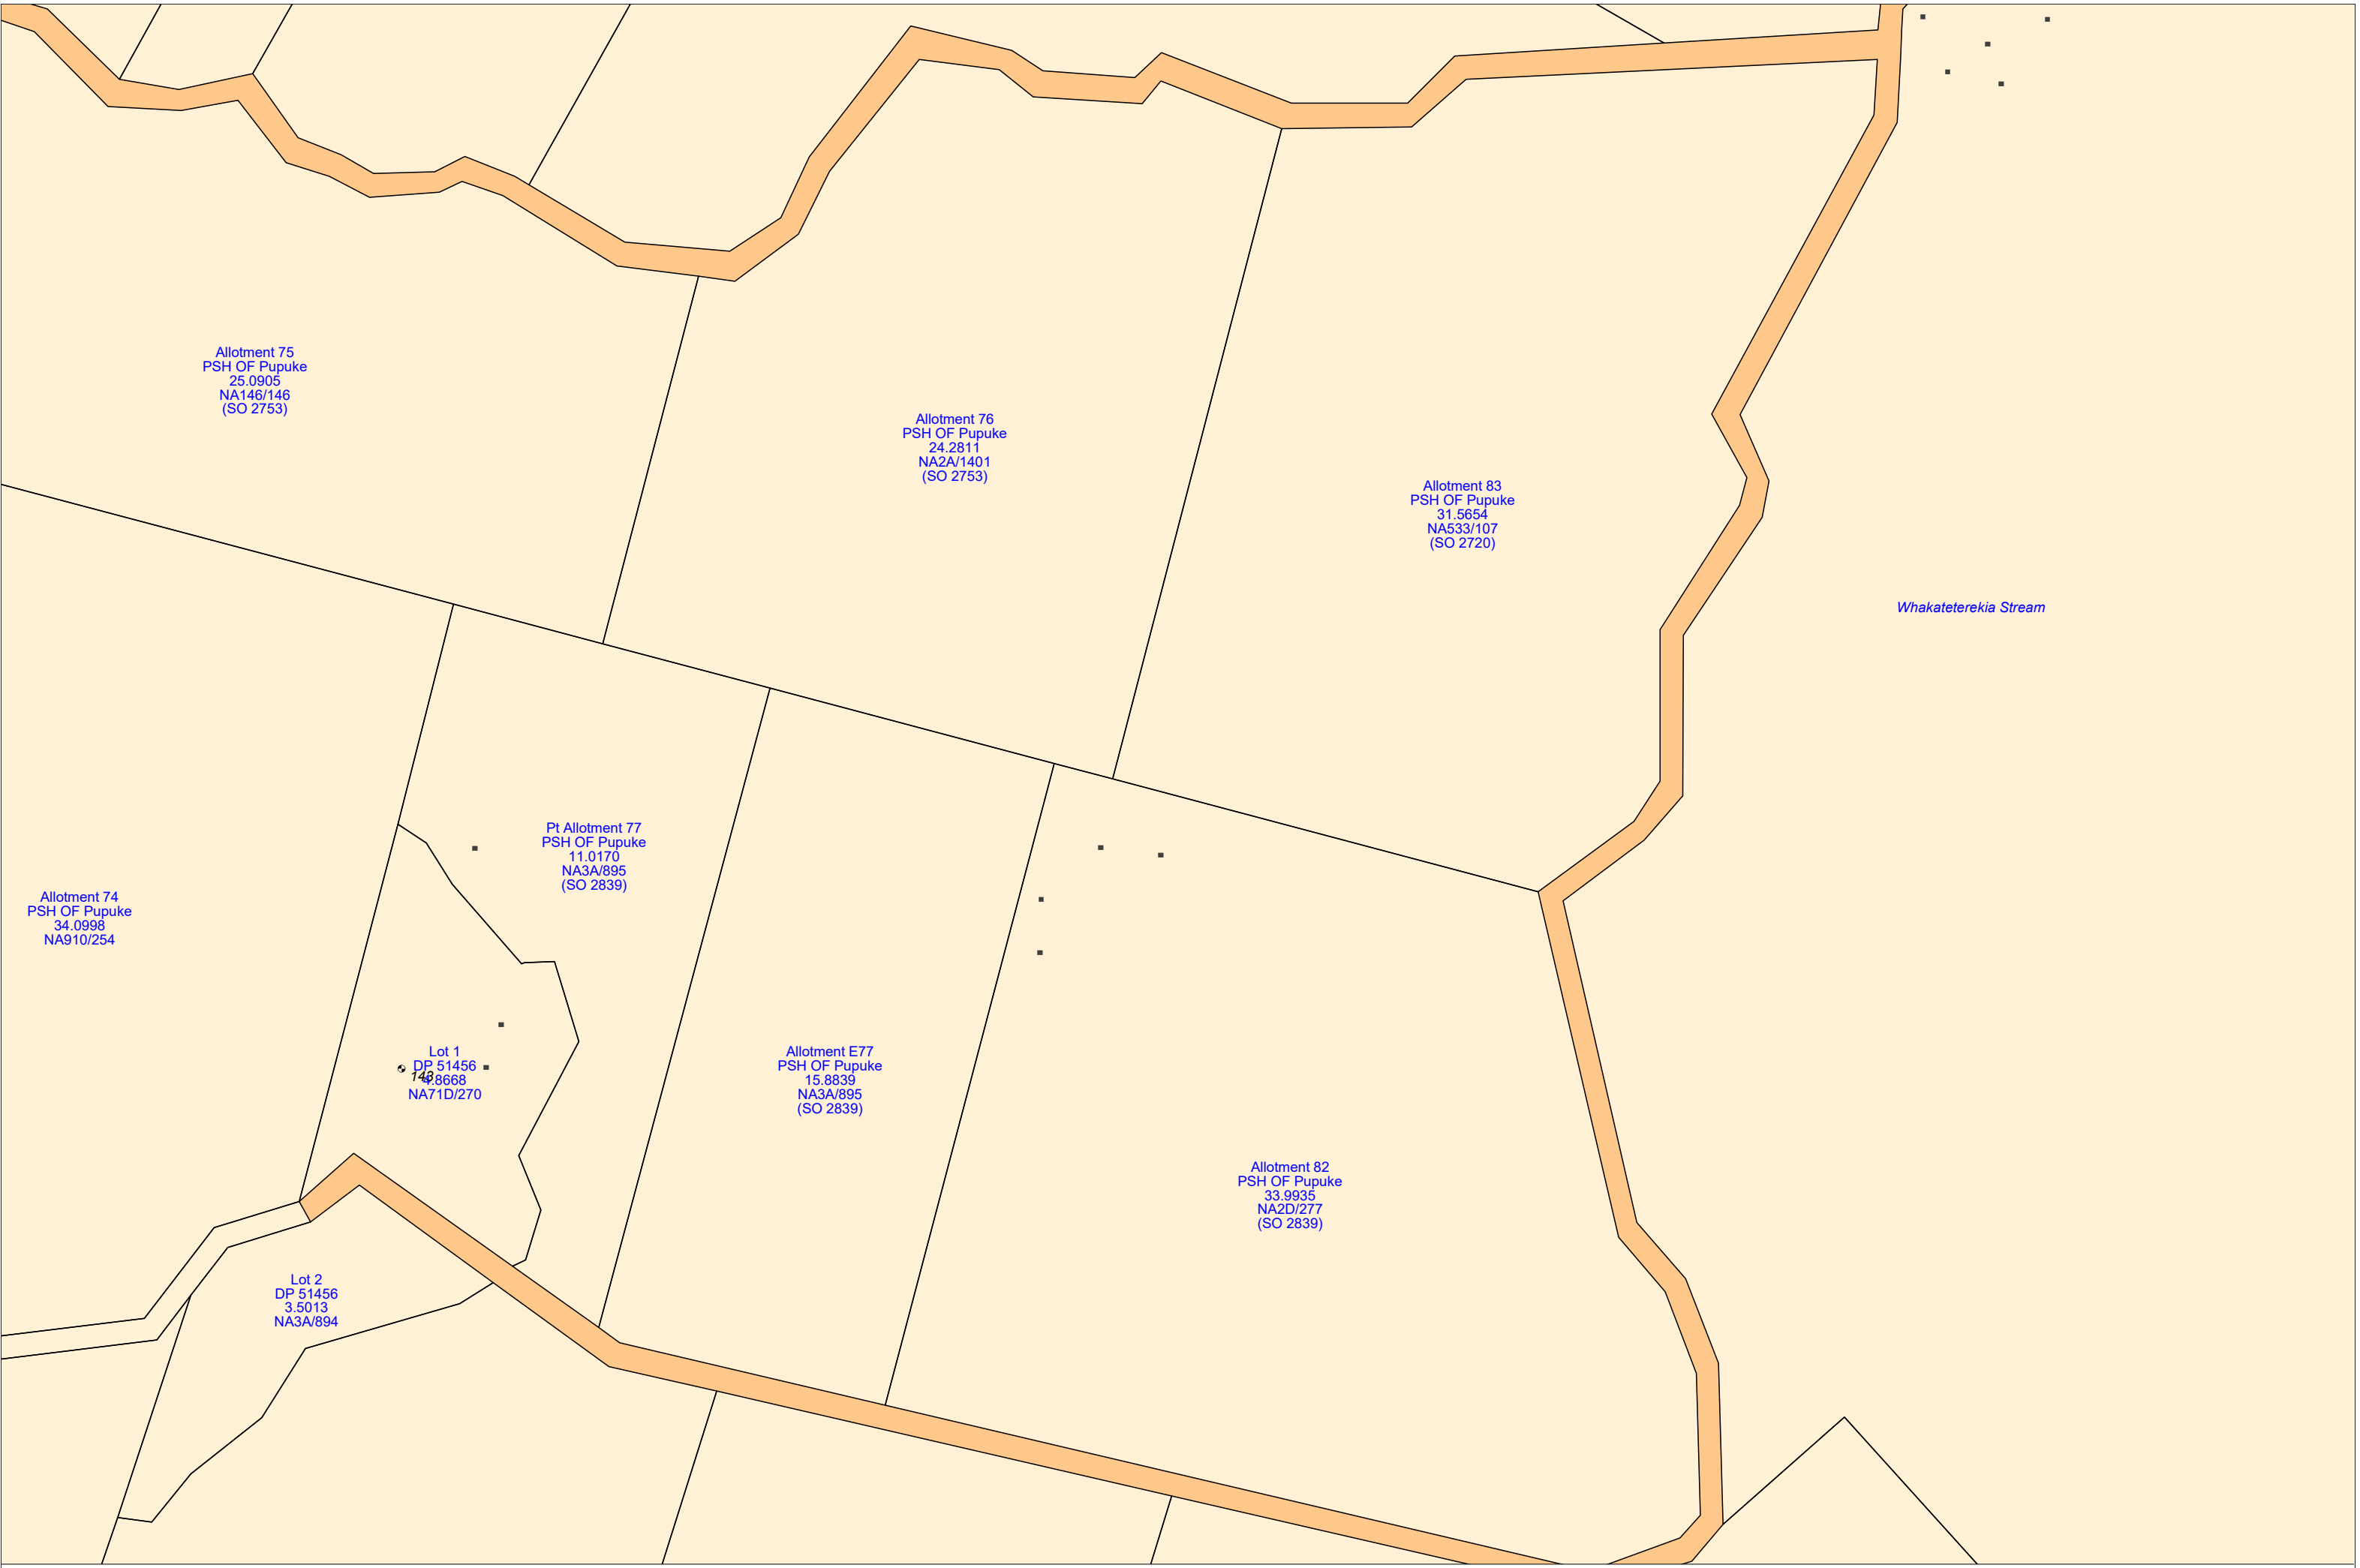 Allotment 75
PSH OF Pupuke
25.0905
NA146/146
(SO 2753)
Allotment 76
PSH OF Pupuke
24.2811
NA2A/1401
(SO 2753)
Allotment 83
PSH OF Pupuke
31.5654
NA533/107
(SO 2720)
Whakateterekia Stream
Pt Allotment 77
PSH OF Pupuke
11.0170
NA3A/895
(SO 2839)
Allotment 74
PSH OF Pupuke
34.0998
NA910/254
Lot 1
DP 51456
143
4.8668
NA71D/270
Allotment E77
PSH OF Pupuke
15.8839
NA3A/895
(SO 2839)
Allotment 82
PSH OF Pupuke
33.9935
NA2D/277
(SO 2839)
Lot 2
DP 51456
3.5013
NA3A/894